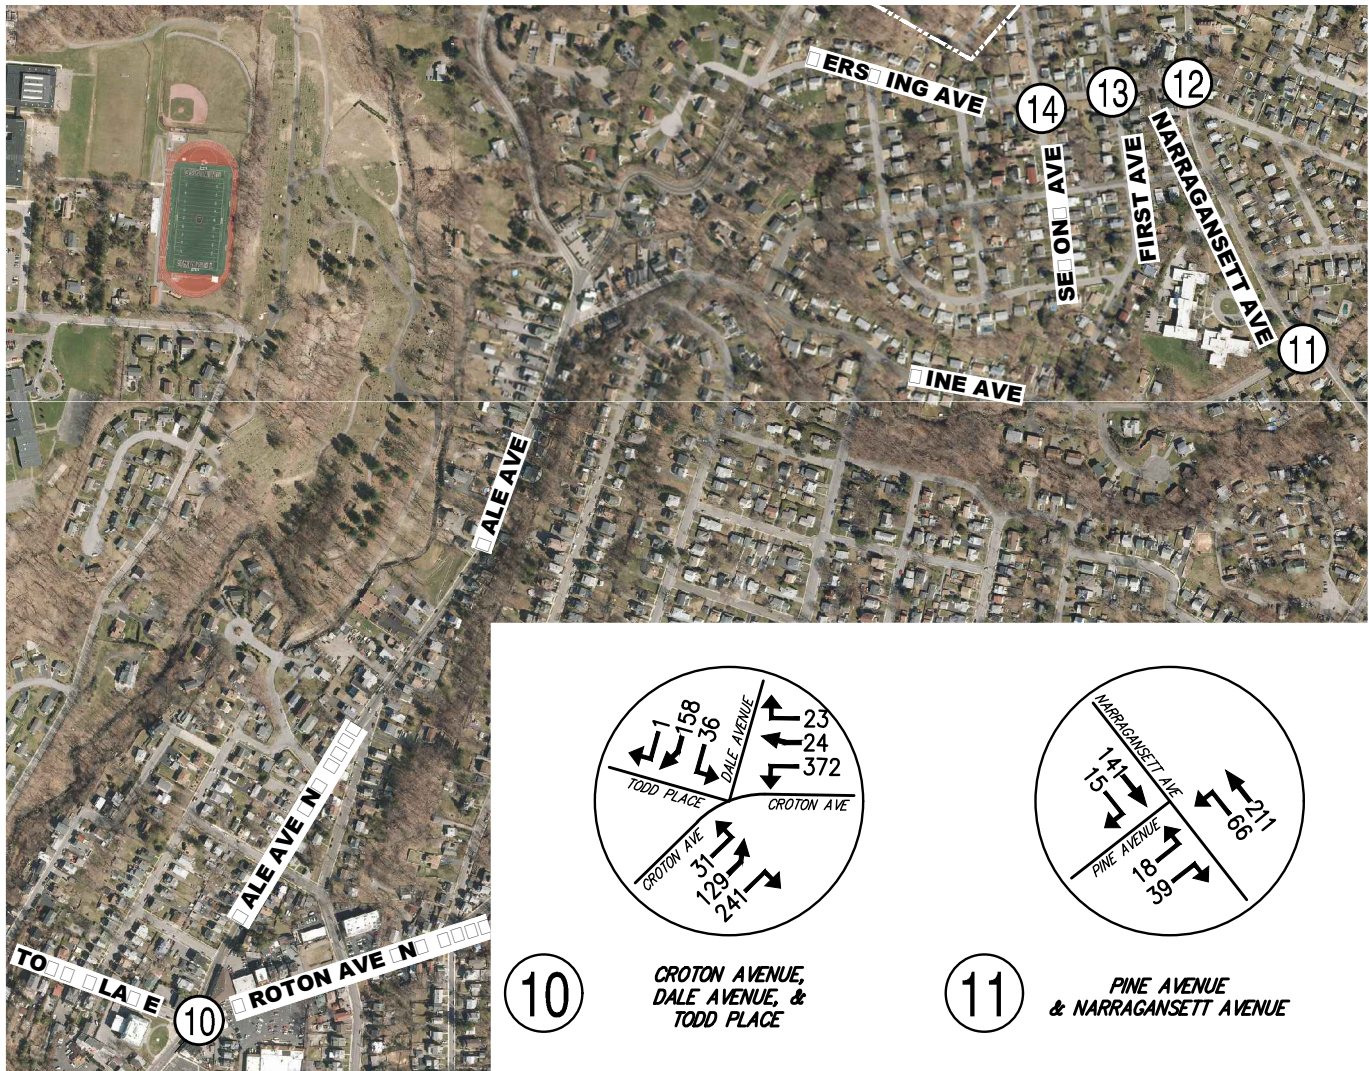 □ERS□ING AVE
14
13
12
NARRAGANSETT AVE
SE□ON□ AVE
FIRST AVE
11
□INE AVE
□ALE AVE
□ALE AVE N□ □□□□
TO□□ □LA□E
10
□ROTON AVE N□ □□□□
1
158
36
DALE AVENUE
23
24
372
TODD PLACE
CROTON AVE
CROTON AVE
31
129
241
NARRAGANSETT AVE
141
15
211
66
PINE AVENUE
18
39
10
CROTON AVENUE,
DALE AVENUE, &
TODD PLACE
11
PINE AVENUE
& NARRAGANSETT AVENUE